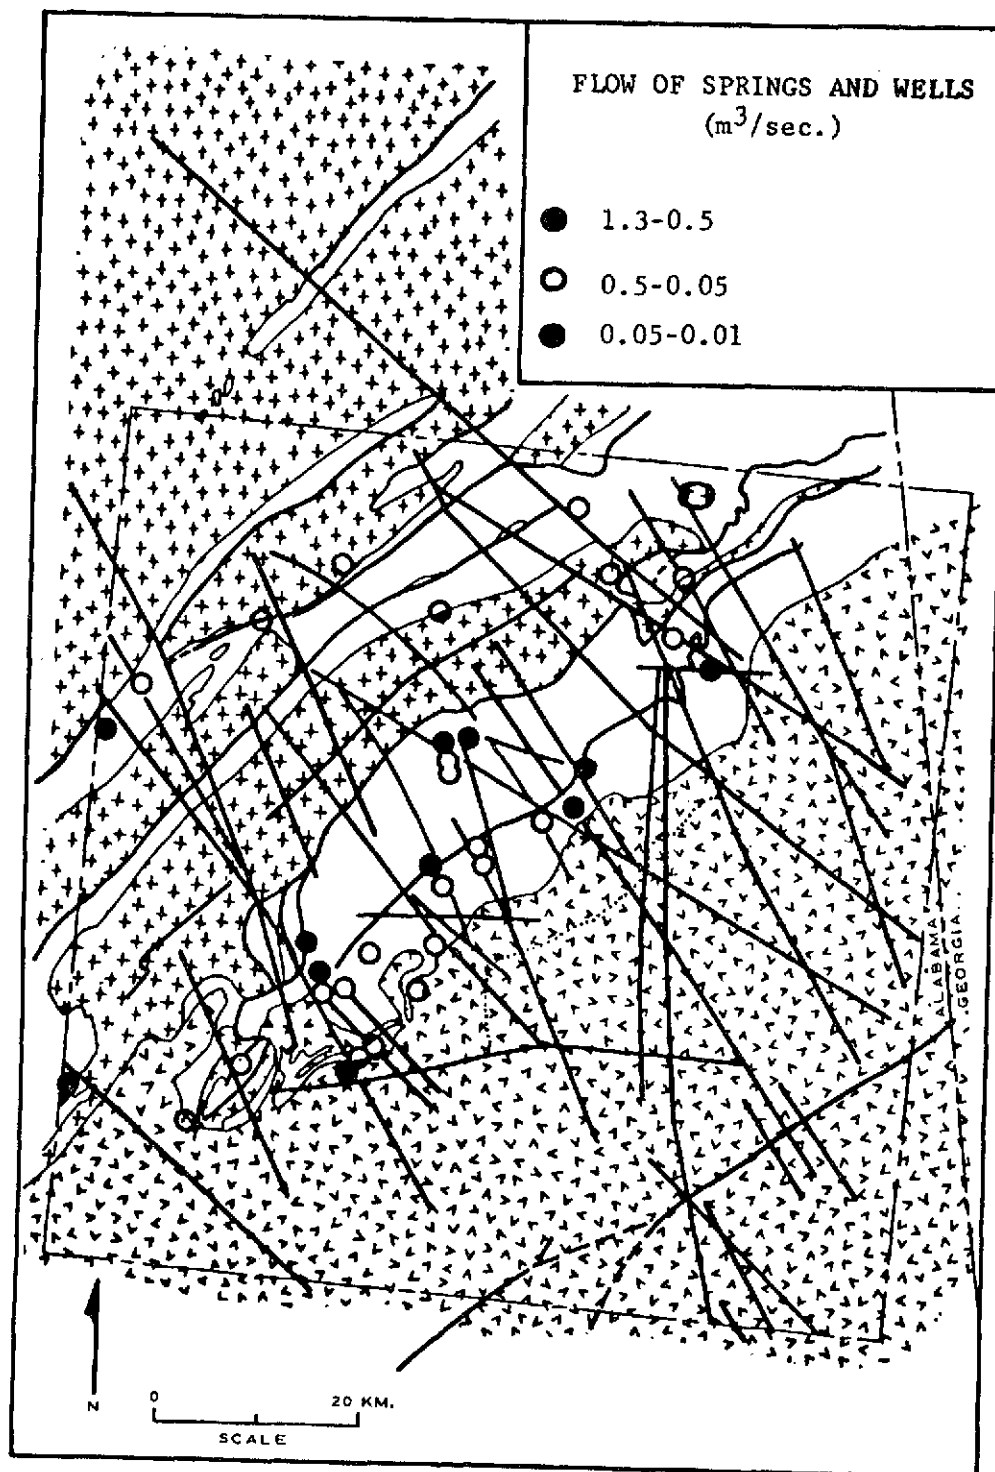 FLOW OF SPRINGS AND WELLS
(m³/sec.)
1.3-0.5
0.5-0.05
0.05-0.01
ALABAMA
GEORGIA
N
0 20 KM.
SCALE